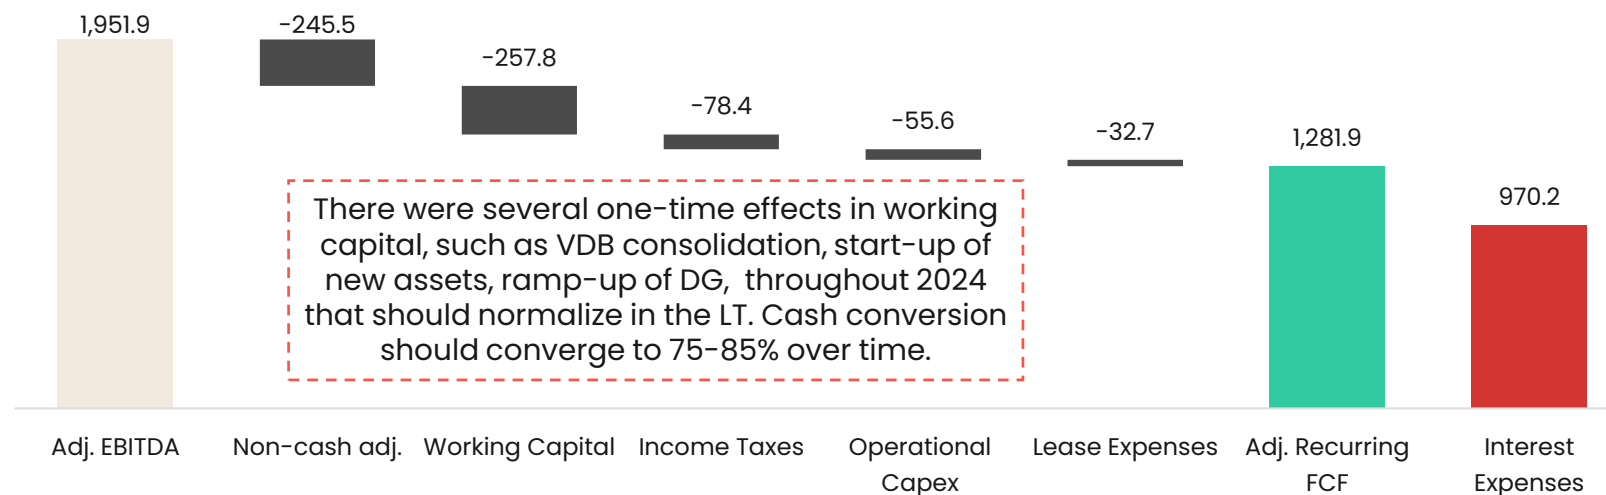 1,951.9
-245.5
-257.8
-78.4
-55.6
-32.7
1,281.9
970.2
There were several one-time effects in working
capital, such as VDB consolidation, start-up of
new assets, ramp-up of DG,  throughout 2024
that should normalize in the LT. Cash conversion
should converge to 75-85% over time.
Adj. EBITDA
Non-cash adj.
Working Capital
Income Taxes
Operational
Capex
Lease Expenses
Adj. Recurring
FCF
Interest
Expenses